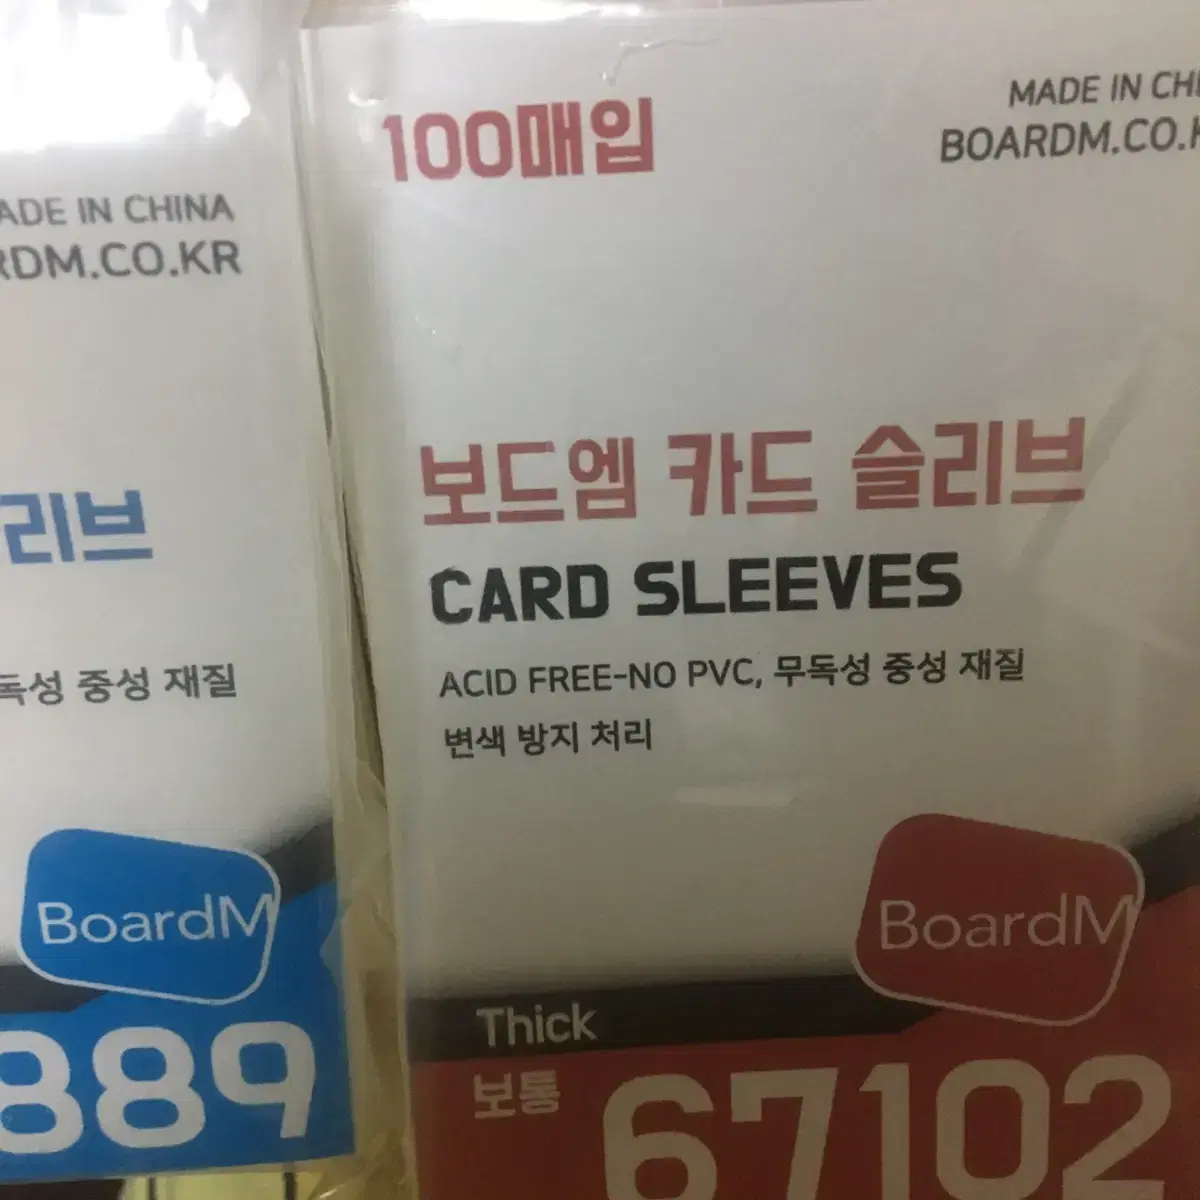 ADE IN CHINA
RDM.CO.KR
리브
독성 중성 재질
BoardM
889
100매입
MADE IN CHI
BOARDM.CO.K
보드엠 카드 슬리브
CARD SLEEVES
ACID FREE-NO PVC, 무독성 중성 재질
변색 방지 처리
BoardM
Thick
보통
67102